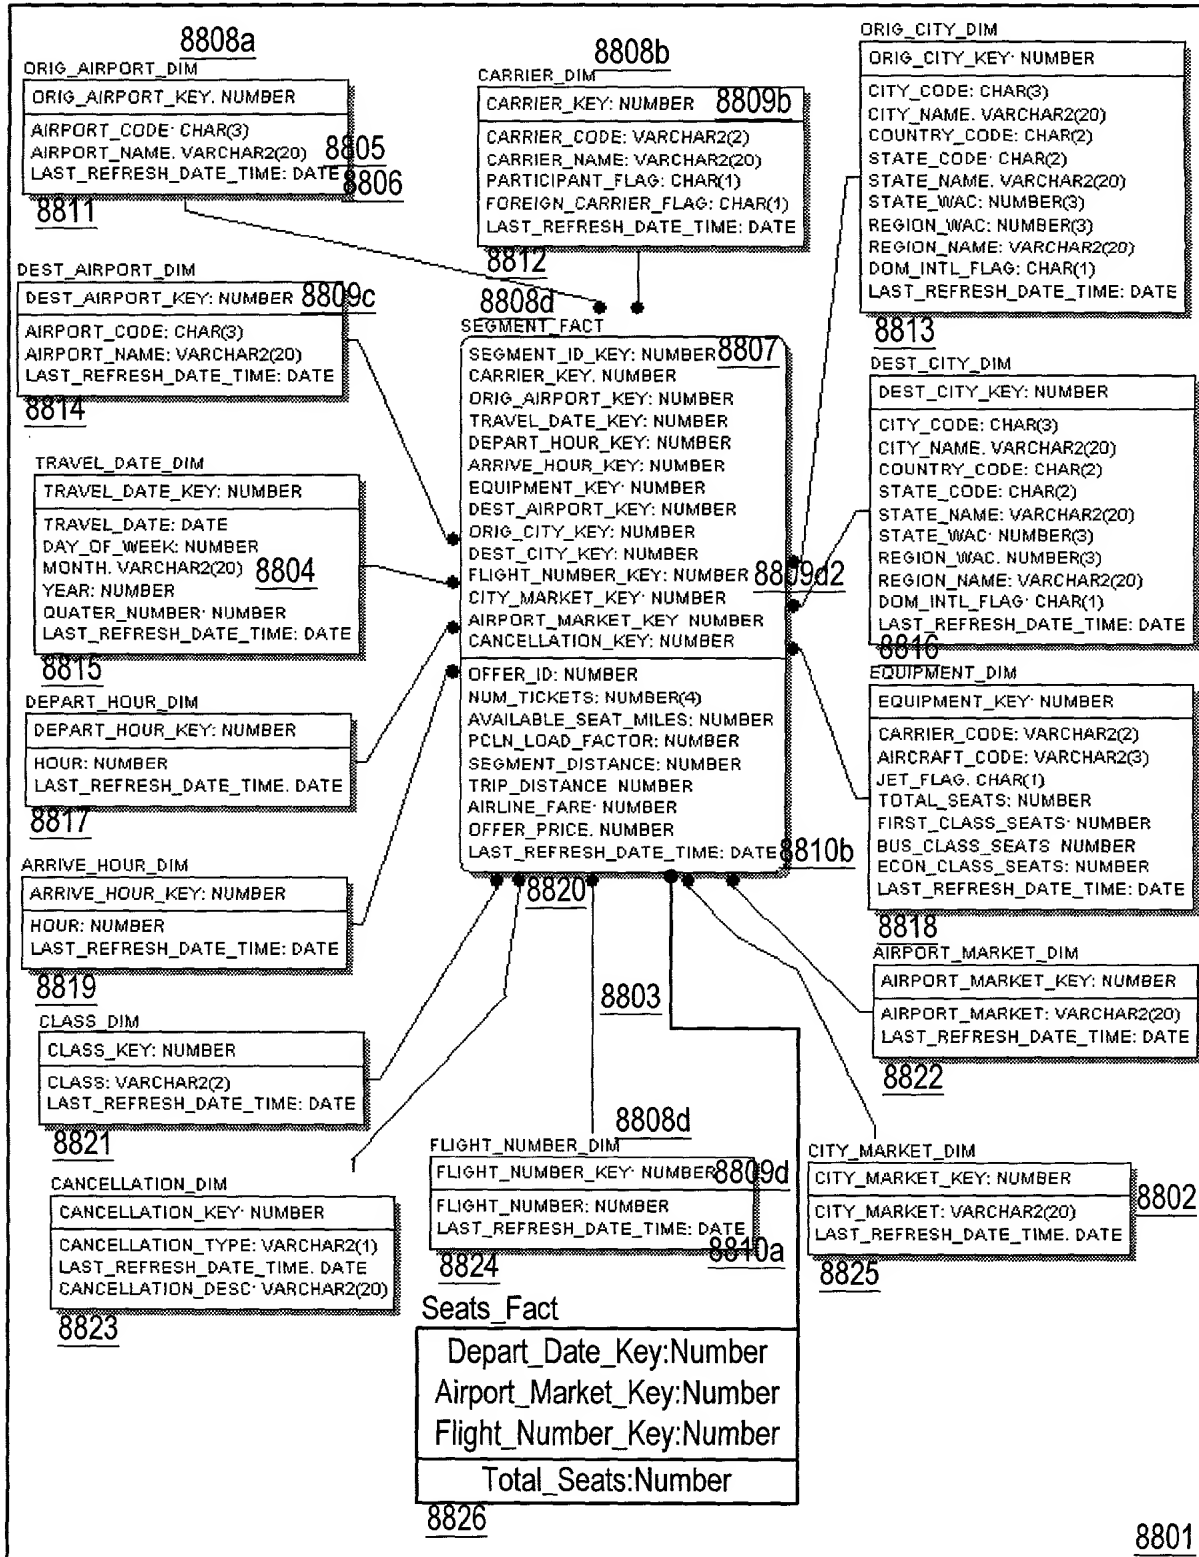 8808a
ORIG_AIRPORT_DIM
ORIG_AIRPORT_KEY. NUMBER
AIRPORT_CODE: CHAR(3)
AIRPORT_NAME. VARCHAR2(20) 8805
LAST_REFRESH_DATE_TIME: DATE
8806
8811
8808b
CARRIER_DIM
CARRIER_KEY: NUMBER 8809b
CARRIER_CODE: VARCHAR2(2)
CARRIER_NAME: VARCHAR2(20)
PARTICIPANT_FLAG: CHAR(1)
FOREIGN_CARRIER_FLAG: CHAR(1)
LAST_REFRESH_DATE_TIME: DATE
8812
ORIG_CITY_DIM
ORIG_CITY_KEY: NUMBER
CITY_CODE: CHAR(3)
CITY_NAME. VARCHAR2(20)
COUNTRY_CODE: CHAR(2)
STATE_CODE: CHAR(2)
STATE_NAME. VARCHAR2(20)
STATE_WAC: NUMBER(3)
REGION_WAC: NUMBER(3)
REGION_NAME: VARCHAR2(20)
DOM_INTL_FLAG: CHAR(1)
LAST_REFRESH_DATE_TIME: DATE
8813
DEST_AIRPORT_DIM
DEST_AIRPORT_KEY: NUMBER 8809c
AIRPORT_CODE: CHAR(3)
AIRPORT_NAME: VARCHAR2(20)
LAST_REFRESH_DATE_TIME: DATE
8814
8808d
SEGMENT_FACT
SEGMENT_ID_KEY: NUMBER 8807
CARRIER_KEY. NUMBER
ORIG_AIRPORT_KEY: NUMBER
TRAVEL_DATE_KEY: NUMBER
DEPART_HOUR_KEY: NUMBER
ARRIVE_HOUR_KEY: NUMBER
EQUIPMENT_KEY: NUMBER
DEST_AIRPORT_KEY: NUMBER
ORIG_CITY_KEY: NUMBER
DEST_CITY_KEY: NUMBER
FLIGHT_NUMBER_KEY: NUMBER 8809d2
CITY_MARKET_KEY: NUMBER
AIRPORT_MARKET_KEY NUMBER
CANCELLATION_KEY: NUMBER
OFFER_ID: NUMBER
NUM_TICKETS: NUMBER(4)
AVAILABLE_SEAT_MILES: NUMBER
PCLN_LOAD_FACTOR: NUMBER
SEGMENT_DISTANCE: NUMBER
TRIP_DISTANCE NUMBER
AIRLINE_FARE: NUMBER
OFFER_PRICE. NUMBER
LAST_REFRESH_DATE_TIME: DATE 8810b
8820
DEST_CITY_DIM
DEST_CITY_KEY: NUMBER
CITY_CODE: CHAR(3)
CITY_NAME. VARCHAR2(20)
COUNTRY_CODE: CHAR(2)
STATE_CODE: CHAR(2)
STATE_NAME: VARCHAR2(20)
STATE_WAC: NUMBER(3)
REGION_WAC. NUMBER(3)
REGION_NAME: VARCHAR2(20)
DOM_INTL_FLAG: CHAR(1)
LAST_REFRESH_DATE_TIME: DATE
8816
TRAVEL_DATE_DIM
TRAVEL_DATE_KEY: NUMBER
TRAVEL_DATE: DATE
DAY_OF_WEEK: NUMBER
MONTH. VARCHAR2(20) 8804
YEAR: NUMBER
QUATER_NUMBER: NUMBER
LAST_REFRESH_DATE_TIME: DATE
8815
DEPART_HOUR_DIM
DEPART_HOUR_KEY: NUMBER
HOUR: NUMBER
LAST_REFRESH_DATE_TIME. DATE
8817
EQUIPMENT_DIM
EQUIPMENT_KEY: NUMBER
CARRIER_CODE: VARCHAR2(2)
AIRCRAFT_CODE: VARCHAR2(3)
JET_FLAG. CHAR(1)
TOTAL_SEATS: NUMBER
FIRST_CLASS_SEATS: NUMBER
BUS_CLASS_SEATS NUMBER
ECON_CLASS_SEATS: NUMBER
LAST_REFRESH_DATE_TIME: DATE
8818
ARRIVE_HOUR_DIM
ARRIVE_HOUR_KEY: NUMBER
HOUR: NUMBER
LAST_REFRESH_DATE_TIME: DATE
8819
AIRPORT_MARKET_DIM
AIRPORT_MARKET_KEY: NUMBER
AIRPORT_MARKET: VARCHAR2(20)
LAST_REFRESH_DATE_TIME: DATE
8822
8803
CLASS_DIM
CLASS_KEY: NUMBER
CLASS: VARCHAR2(2)
LAST_REFRESH_DATE_TIME: DATE
8821
8808d
FLIGHT_NUMBER_DIM
FLIGHT_NUMBER_KEY: NUMBER 8809d
FLIGHT_NUMBER: NUMBER
LAST_REFRESH_DATE_TIME: DATE
8810a
8824
CITY_MARKET_DIM
CITY_MARKET_KEY: NUMBER
8802
CITY_MARKET: VARCHAR2(20)
LAST_REFRESH_DATE_TIME. DATE
8825
CANCELLATION_DIM
CANCELLATION_KEY: NUMBER
CANCELLATION_TYPE: VARCHAR2(1)
LAST_REFRESH_DATE_TIME. DATE
CANCELLATION_DESC: VARCHAR2(20)
8823
Seats_Fact
Depart_Date_Key:Number
Airport_Market_Key:Number
Flight_Number_Key:Number
Total_Seats:Number
8826
8801